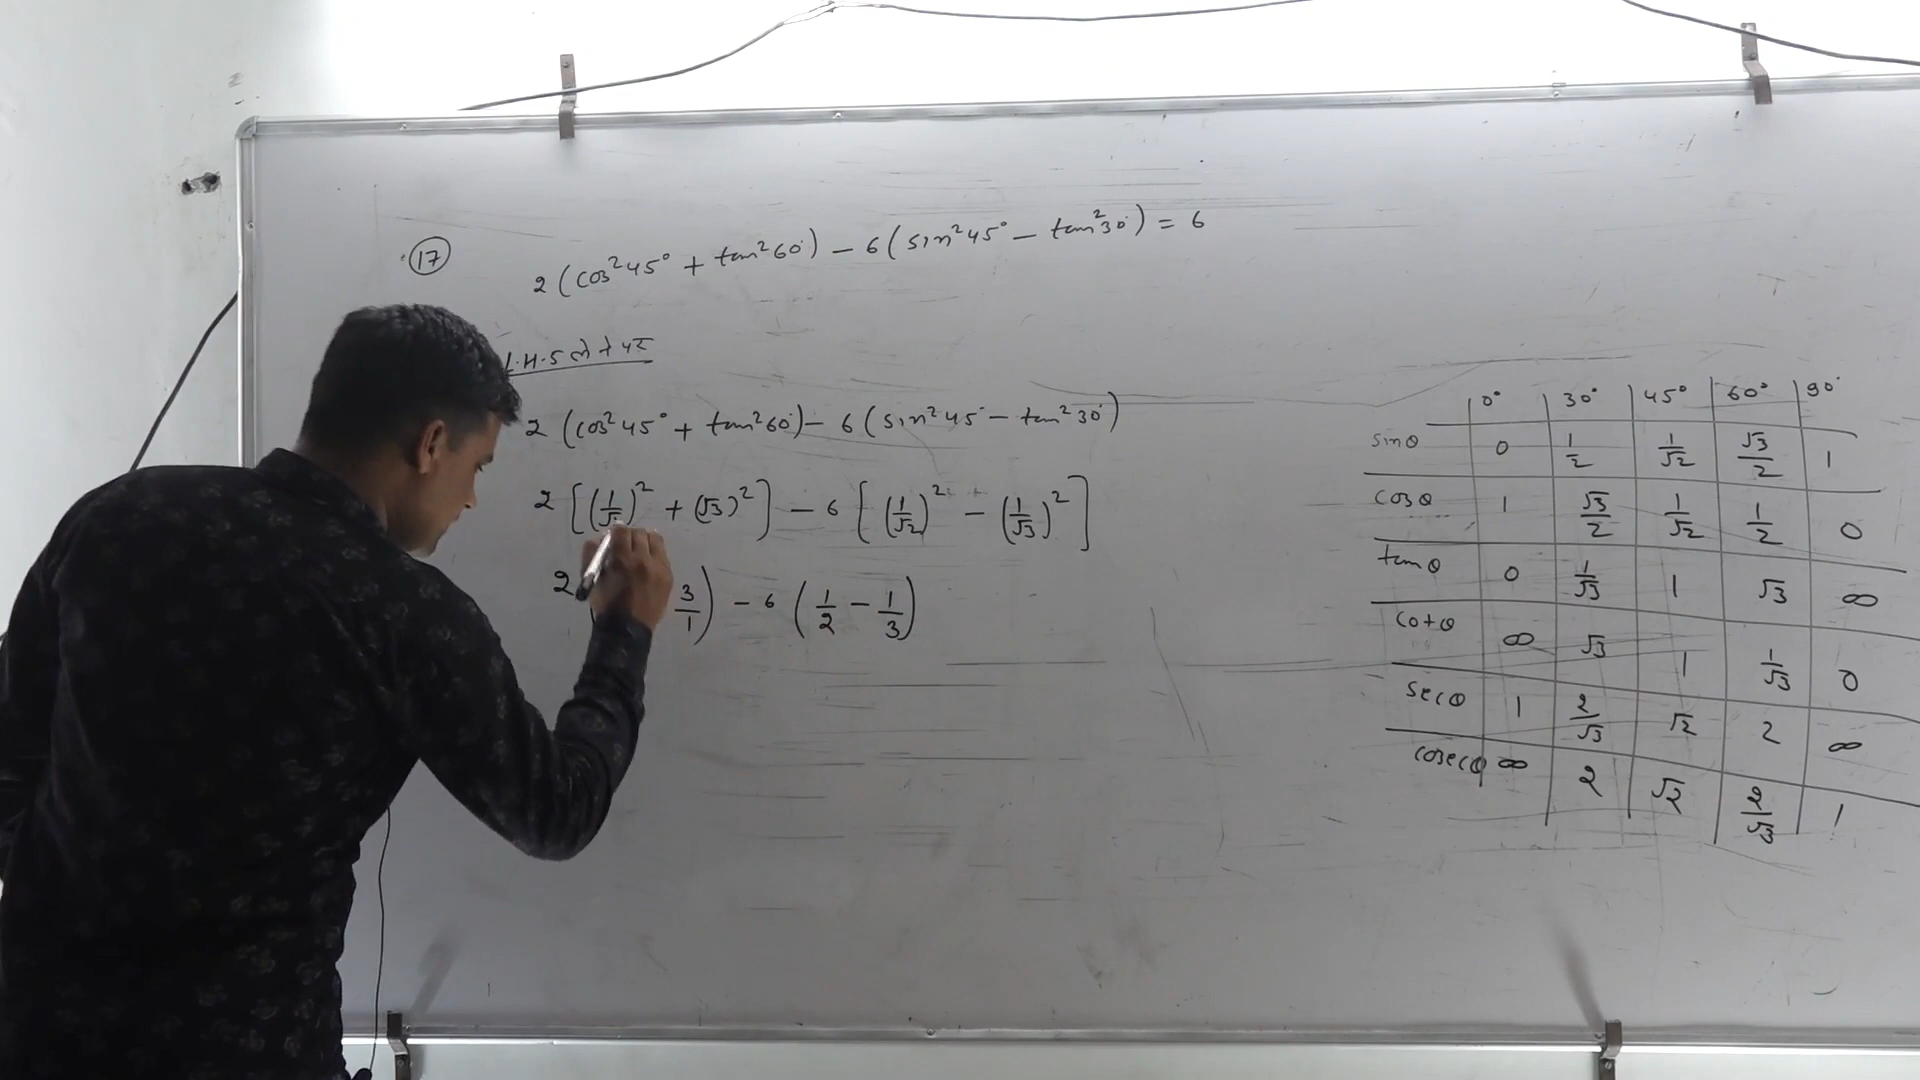 (17) 2 (cos²45° + tan²60°) – 6 (sin²45° – tan²30°) = 6
L.H.S लेने पर
2 (cos²45° + tan²60°) – 6 (sin²45° – tan²30°)
2 [(1/√2)² + (√3)²] – 6 [(1/√2)² – (1/√3)²]
2 3/1) – 6 (1/2 – 1/3)
0° 30° 45° 60° 90°
sinθ 0 1/2 1/√2 √3/2 1
cosθ 1 √3/2 1/√2 1/2 0
tanθ 0 1/√3 1 √3 ∞
cotθ ∞ √3 1 1/√3 0
secθ 1 2/√3 √2 2 ∞
cosecθ ∞ 2 √2 2/√3 1